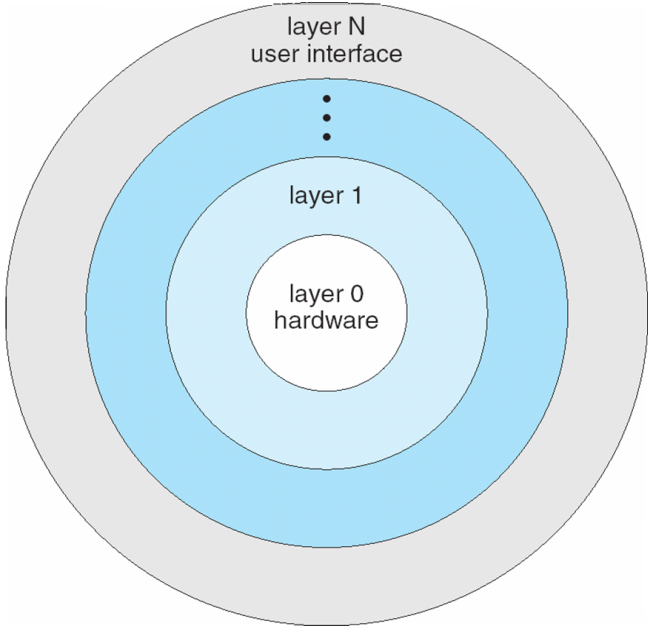 layer N
user interface
layer 1
layer 0
hardware